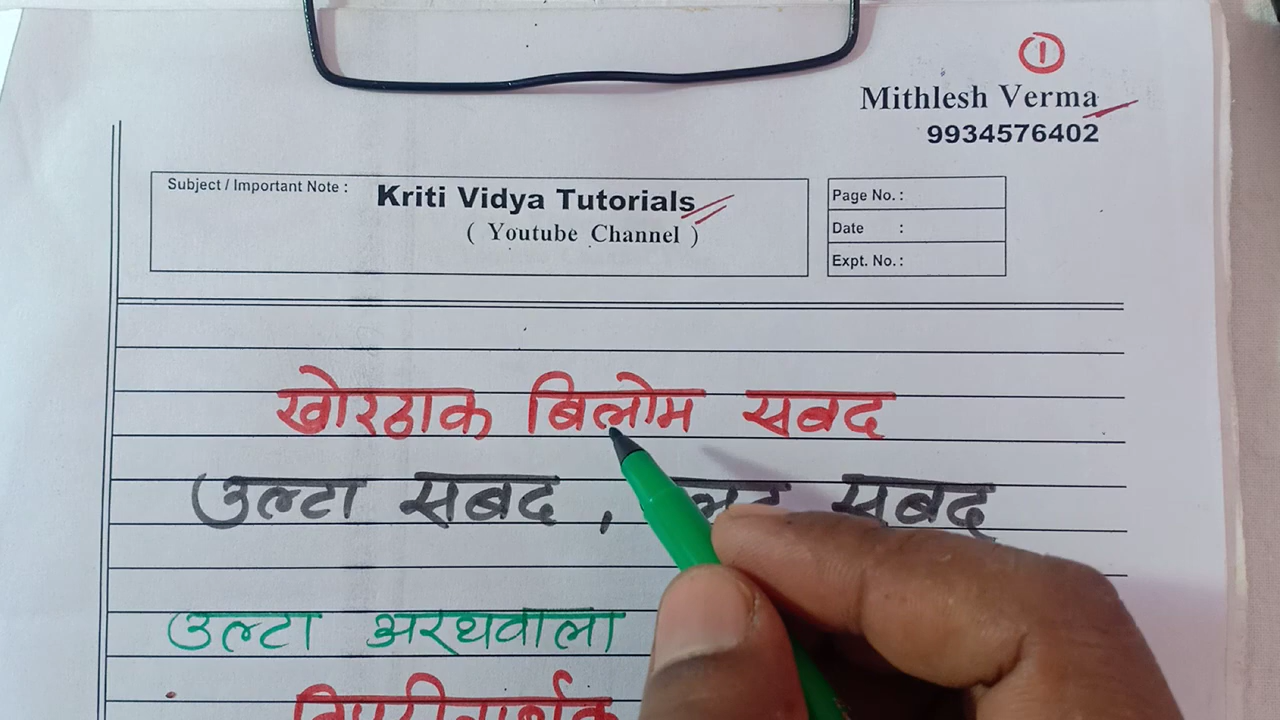 ①
Mithlesh Verma
9934576402
Subject / Important Note :
Kriti Vidya Tutorials
( Youtube Channel )
Page No. :
Date :
Expt. No. :
खोरठाक बिलोम सबद
उल्टा सबद , सबद
उल्टा अरथवाला